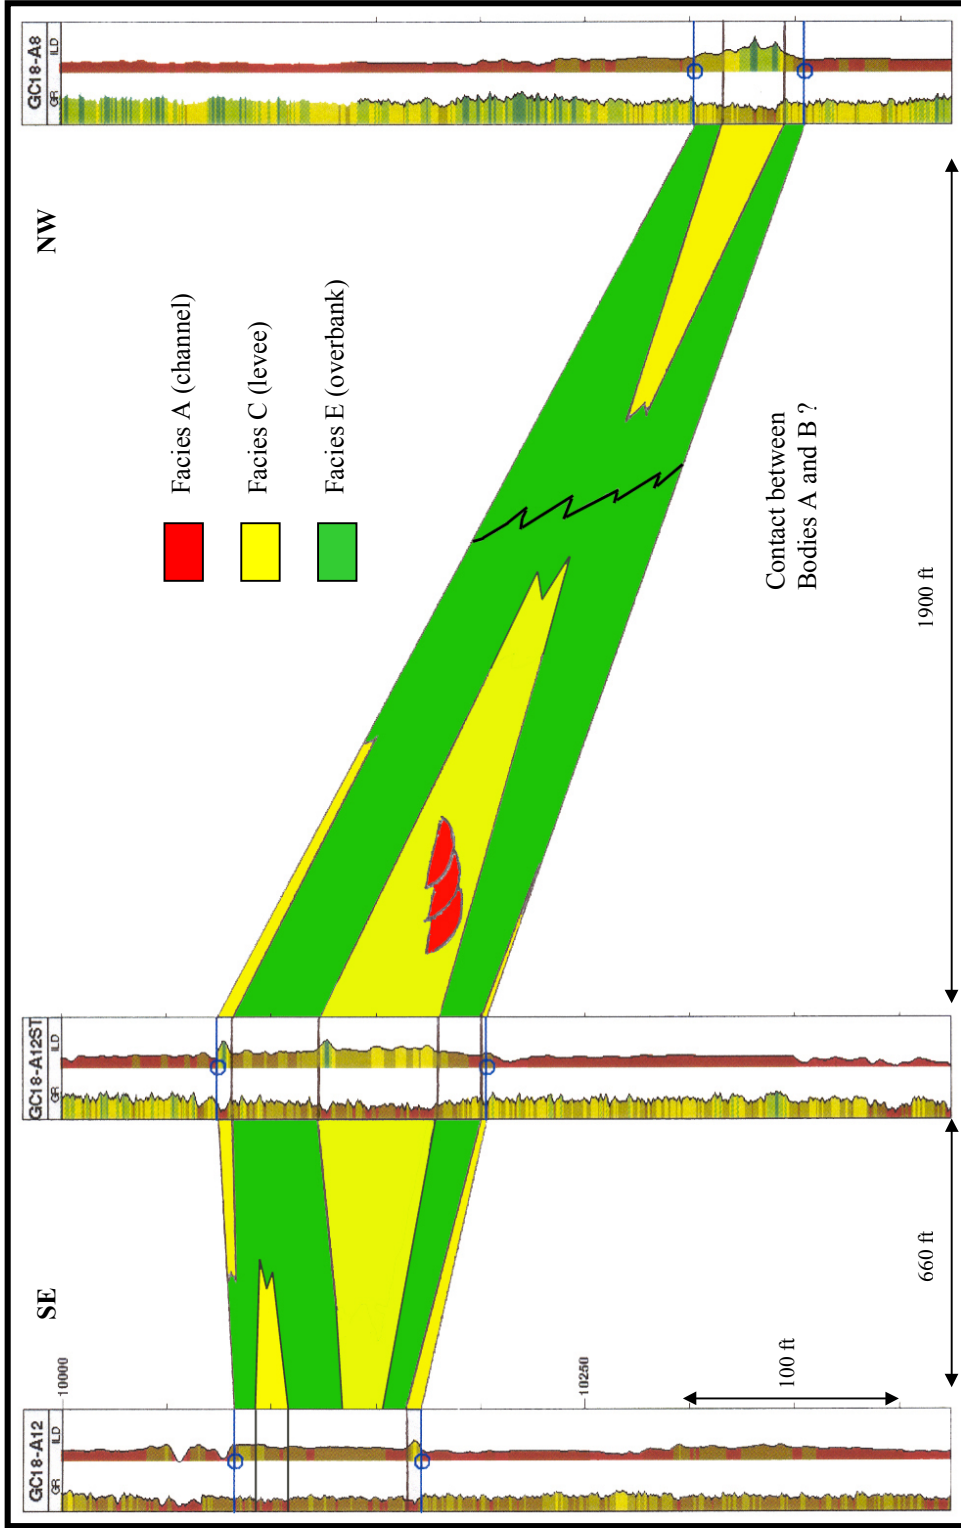 SE
NW
GC18-A12
GR
ILD
GC18-A12ST
GR
ILD
GC18-A8
GR
ILD
10000
10250
Facies A (channel)
Facies C (levee)
Facies E (overbank)
Contact between
Bodies A and B ?
100 ft
660 ft
1900 ft